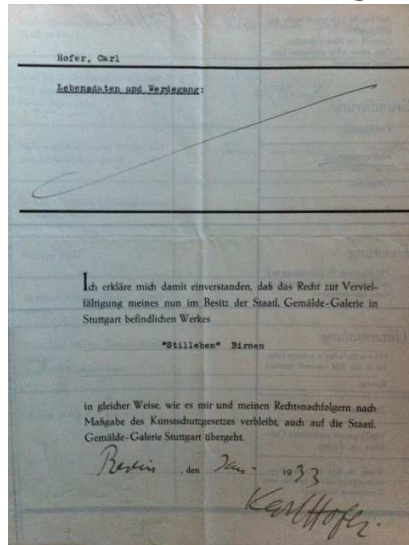 Hofer, Carl
Lebensdaten und Werdegang:
Ich erkläre mich damit einverstanden, daß das Recht zur Verviel-
fältigung meines nun im Besitz der Staatl. Gemälde-Galerie in
Stuttgart befindlichen Werkes
"Stilleben" Birnen
in gleicher Weise, wie es mir und meinen Rechtsnachfolgern nach
Maßgabe des Kunstschutzgesetzes verbleibt, auch auf die Staatl.
Gemälde-Galerie Stuttgart übergeht.
Berlin, den Jan. 1933
Karl Hofer.